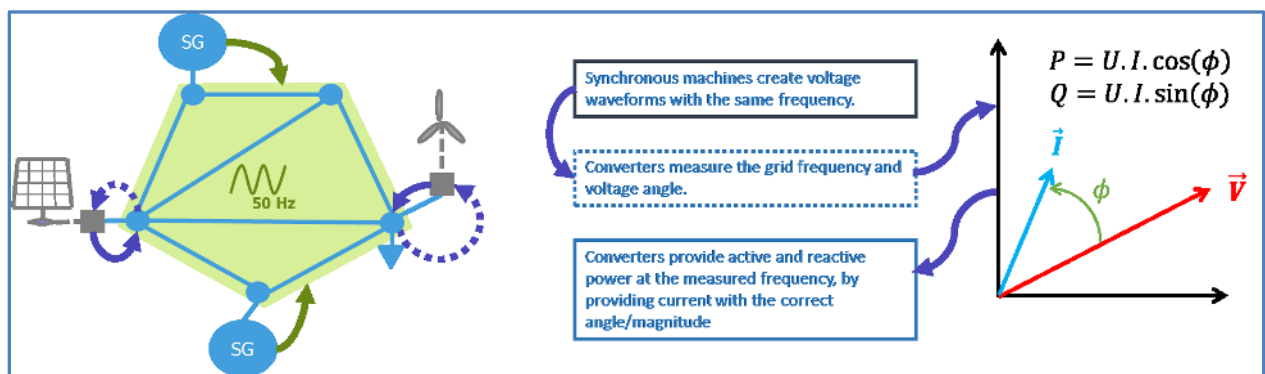 SG
50 Hz
SG
Synchronous machines create voltage
waveforms with the same frequency.
Converters measure the grid frequency and
voltage angle.
Converters provide active and reactive
power at the measured frequency, by
providing current with the correct
angle/magnitude
P = U.I.cos(ϕ)
Q = U.I.sin(ϕ)
I⃗
ϕ
V⃗